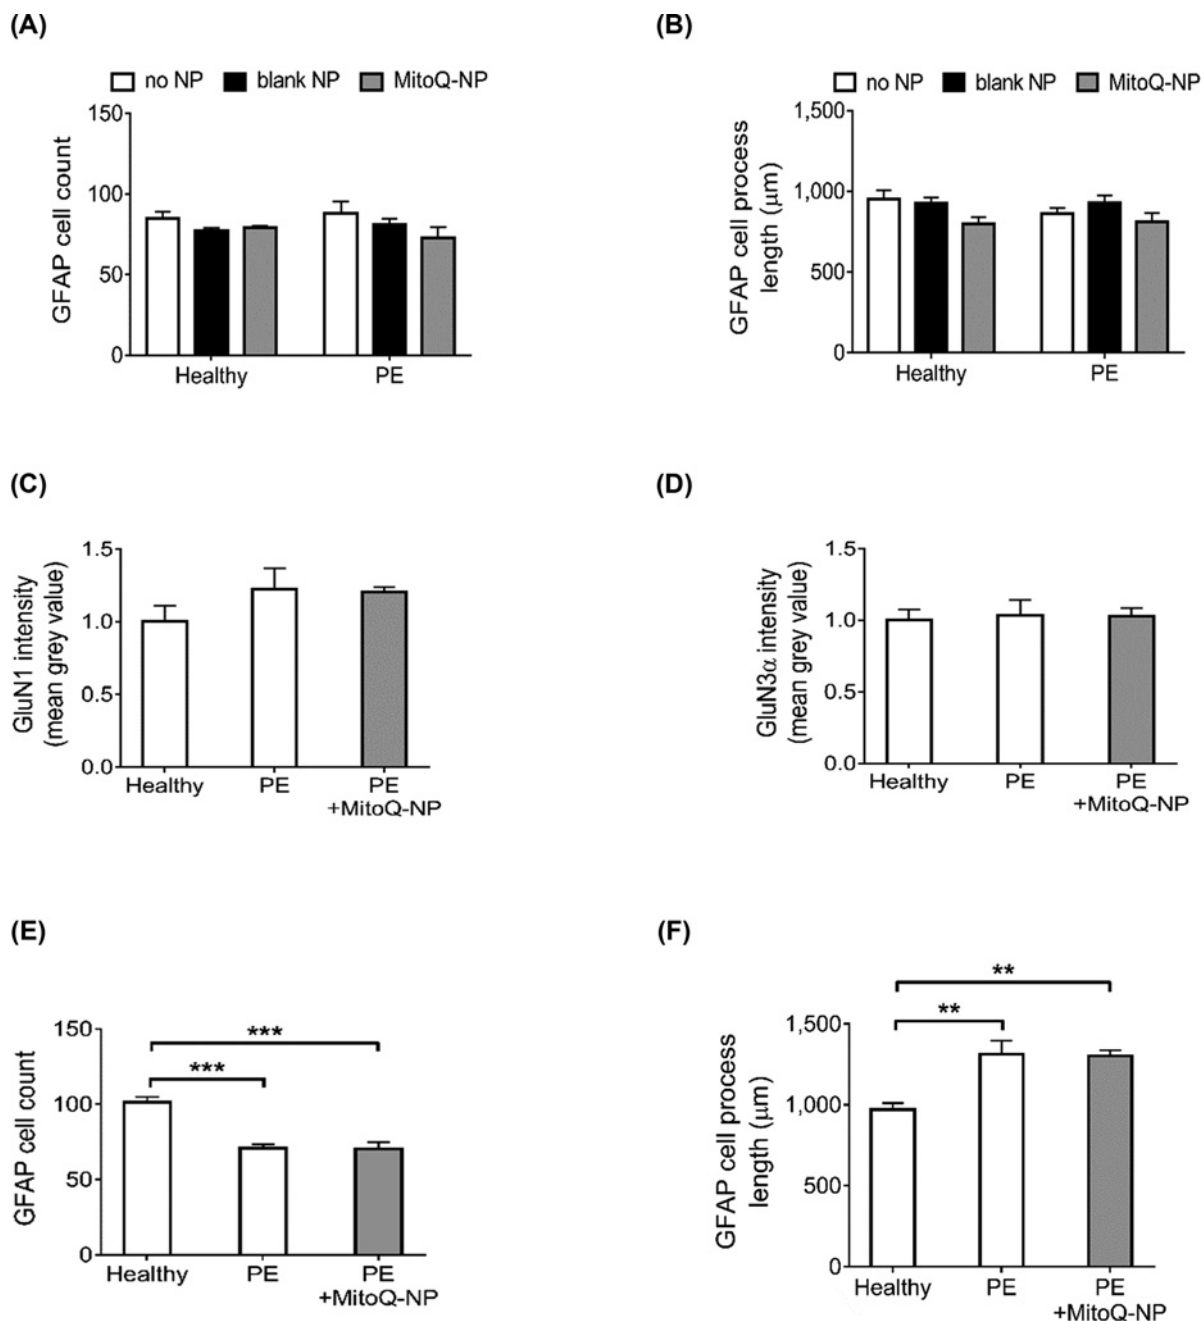 (A)
no NP blank NP MitoQ-NP
GFAP cell count
150
100
50
0
Healthy PE
(B)
no NP blank NP MitoQ-NP
GFAP cell process
length (μm)
1,500
1,000
500
0
Healthy PE
(C)
GluN1 intensity
(mean grey value)
1.5
1.0
0.5
0.0
Healthy PE PE
+MitoQ-NP
(D)
GluN3α intensity
(mean grey value)
1.5
1.0
0.5
0.0
Healthy PE PE
+MitoQ-NP
(E)
GFAP cell count
150
100
50
0
***
***
Healthy PE PE
+MitoQ-NP
(F)
GFAP cell process
length (μm)
**
**
1,500
1,000
500
0
Healthy PE PE
+MitoQ-NP